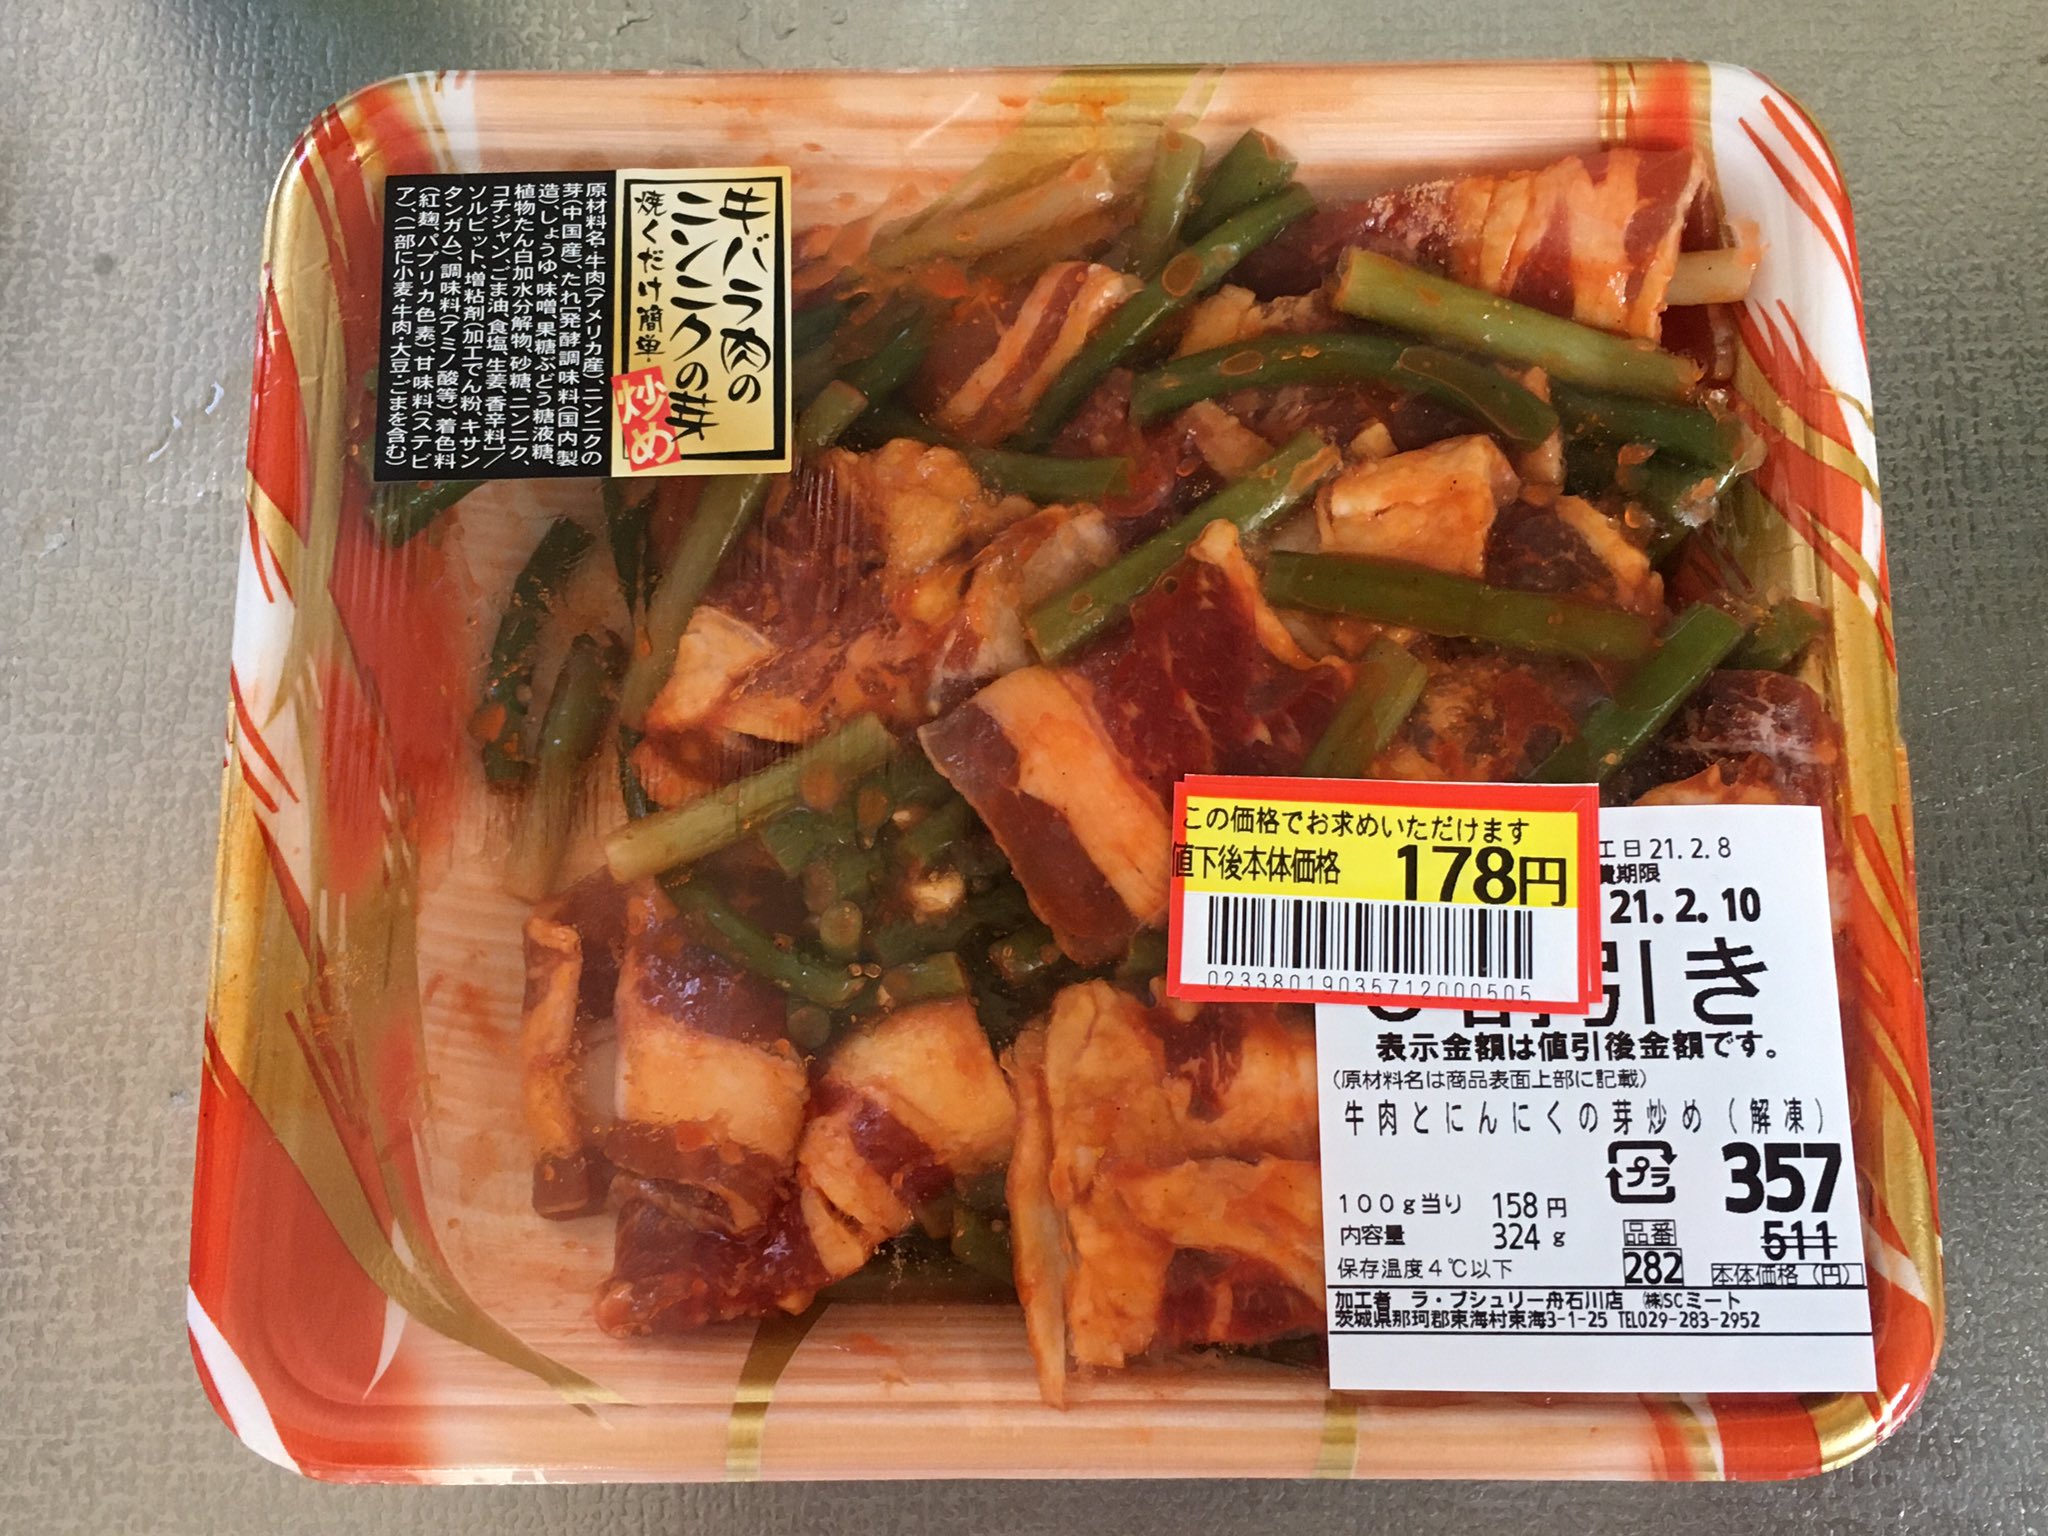 牛バラ肉の
ニンニクの芽
炒め
焼くだけ簡単!
原材料名・牛肉(アメリカ産)、ニンニクの
芽(中国産)、たれ[発酵調味料(国内製
造)、しょうゆ、味噌、果糖ぶどう糖液糖、
植物たん白加水分解物、砂糖、ニンニク、
コチジャン、ごま油、食塩、生姜、香辛料]/
ソルビット、増粘剤(加工でん粉、キサン
タンガム)、調味料(アミノ酸等)、着色料
(紅麹、パプリカ色素)、甘味料(ステビ
ア)、(一部に小麦・牛肉・大豆・ごまを含む)
この価格でお求めいただけます
値下後本体価格 178円
02338019035712000505
工日 21.2.8
費期限
21.2.10
割引き
表示金額は値引後金額です。
(原材料名は商品表面上部に記載)
牛肉とにんにくの芽炒め(解凍)
プラ
357
100g当り 158円
511
内容量 324g
品番
282
本体価格(円)
保存温度4℃以下
加工者 ラ・ブシュリー舟石川店 ㈱SCミート
茨城県那珂郡東海村東海3-1-25 TEL029-283-2952